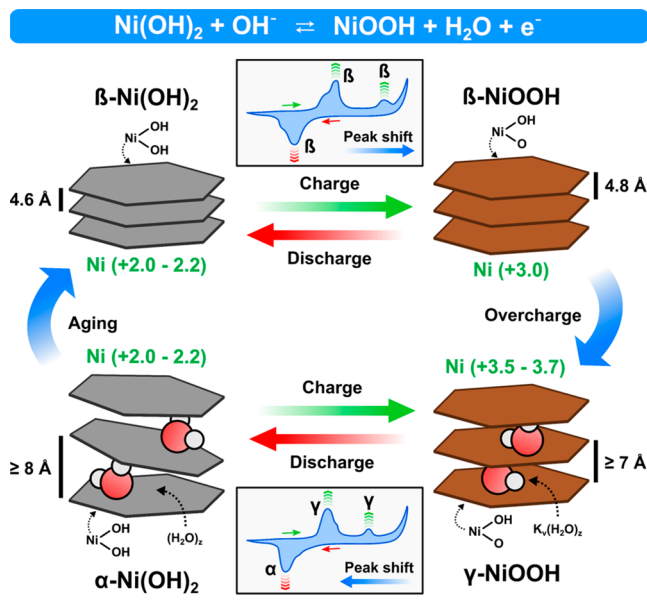 Ni(OH)₂ + OH⁻ ⇌ NiOOH + H₂O + e⁻
ß-Ni(OH)₂
ß-NiOOH
ß
ß
ß
Peak shift
Ni
OH
OH
Ni
OH
O
4.6 Å
4.8 Å
Charge
Discharge
Ni (+2.0 - 2.2)
Ni (+3.0)
Aging
Overcharge
Ni (+2.0 - 2.2)
Ni (+3.5 - 3.7)
Charge
Discharge
≥ 8 Å
≥ 7 Å
γ
γ
α
Peak shift
Ni
OH
OH
(H₂O)z
Ni
OH
O
Kᵥ(H₂O)z
α-Ni(OH)₂
γ-NiOOH